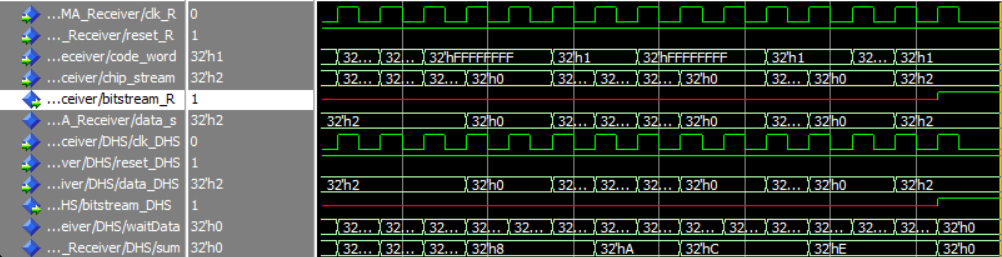 ...MA_Receiver/clk_R 0
..._Receiver/reset_R 1
...eceiver/code_word 32'h1 32... 32... 32'hFFFFFFFF 32'h1 32'hFFFFFFFF 32'h1 32... 32'h1
...ceiver/chip_stream 32'h2 32... 32... 32... 32'h0 32... 32... 32... 32'h0 32... 32'h0 32'h2
...ceiver/bitstream_R 1
...A_Receiver/data_s 32'h2 32'h2 32'h0 32... 32... 32... 32'h0 32... 32'h0 32'h2
...ceiver/DHS/clk_DHS 0
...ver/DHS/reset_DHS 1
...iver/DHS/data_DHS 32'h2 32'h2 32'h0 32... 32... 32... 32'h0 32... 32'h0 32'h2
...HS/bitstream_DHS 1
...eiver/DHS/waitData 32'h0 32... 32... 32... 32... 32... 32... 32... 32... 32... 32... 32... 32... 32... 32... 32'h0
..._Receiver/DHS/sum 32'h0 32... 32... 32... 32'h8 32'hA 32'hC 32'hE 32'h0